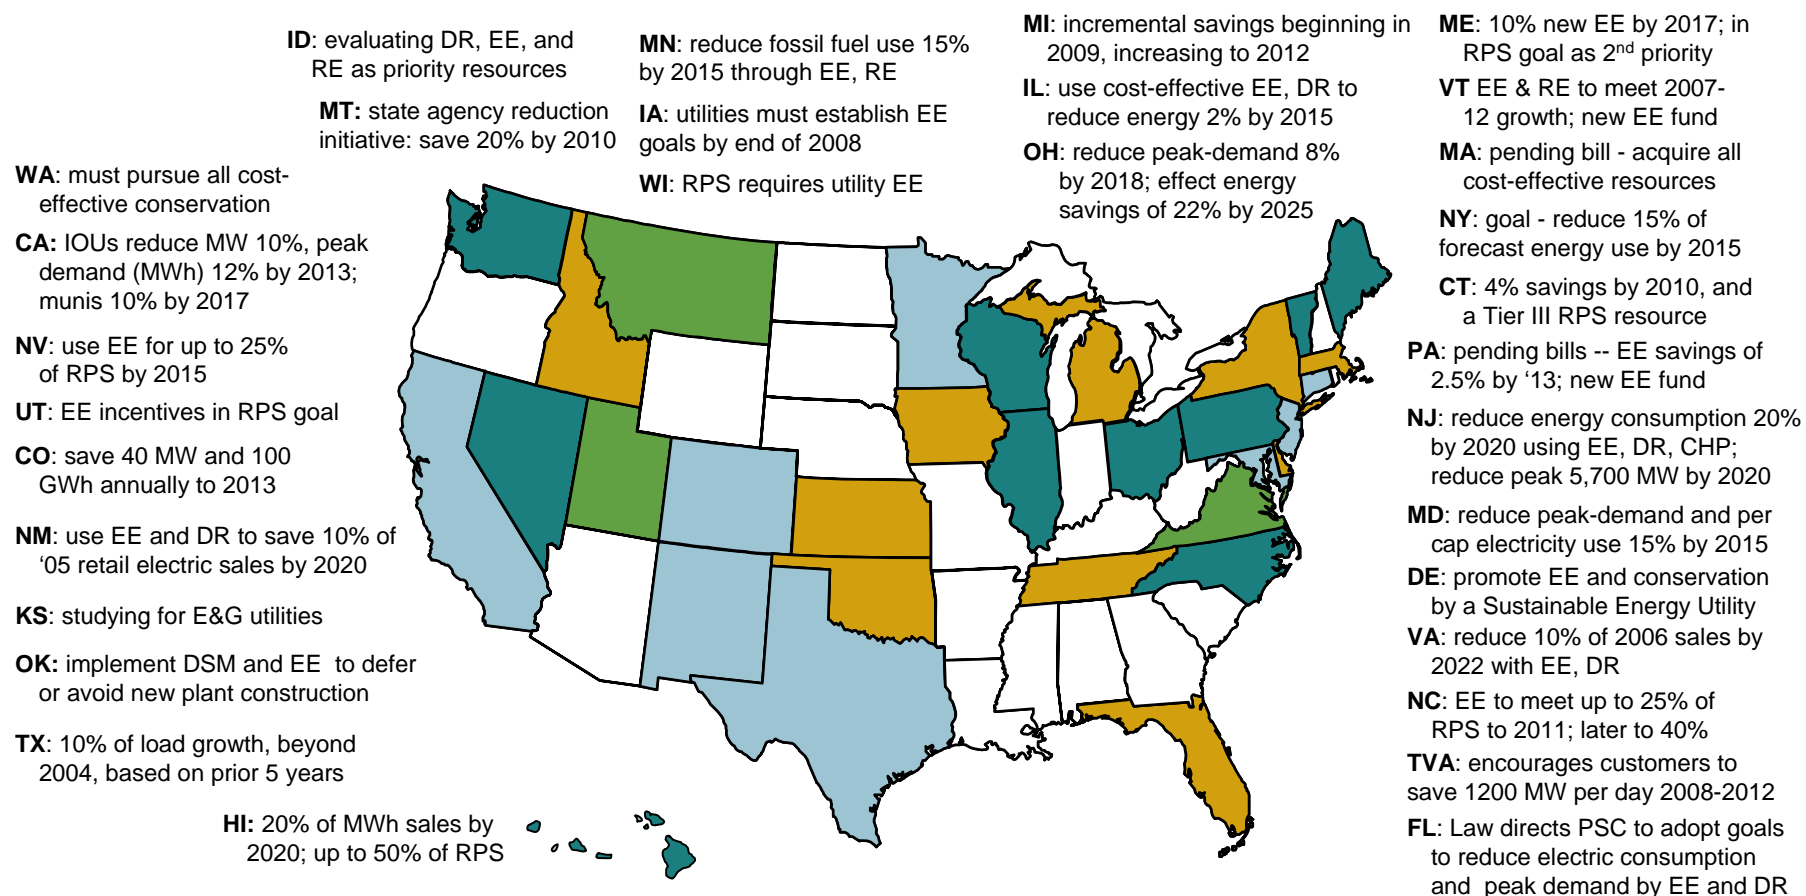 ID: evaluating DR, EE, and
RE as priority resources
MT: state agency reduction
initiative: save 20% by 2010
MN: reduce fossil fuel use 15%
by 2015 through EE, RE
IA: utilities must establish EE
goals by end of 2008
WI: RPS requires utility EE
MI: incremental savings beginning in
2009, increasing to 2012
IL: use cost-effective EE, DR to
reduce energy 2% by 2015
OH: reduce peak-demand 8%
by 2018; effect energy
savings of 22% by 2025
ME: 10% new EE by 2017; in
RPS goal as 2nd priority
VT EE & RE to meet 2007-
12 growth; new EE fund
MA: pending bill - acquire all
cost-effective resources
NY: goal - reduce 15% of
forecast energy use by 2015
CT: 4% savings by 2010, and
a Tier III RPS resource
PA: pending bills -- EE savings of
2.5% by ‘13; new EE fund
NJ: reduce energy consumption 20%
by 2020 using EE, DR, CHP;
reduce peak 5,700 MW by 2020
MD: reduce peak-demand and per
cap electricity use 15% by 2015
DE: promote EE and conservation
by a Sustainable Energy Utility
VA: reduce 10% of 2006 sales by
2022 with EE, DR
NC: EE to meet up to 25% of
RPS to 2011; later to 40%
TVA: encourages customers to
save 1200 MW per day 2008-2012
FL: Law directs PSC to adopt goals
to reduce electric consumption
and peak demand by EE and DR
WA: must pursue all cost-
effective conservation
CA: IOUs reduce MW 10%, peak
demand (MWh) 12% by 2013;
munis 10% by 2017
NV: use EE for up to 25%
of RPS by 2015
UT: EE incentives in RPS goal
CO: save 40 MW and 100
GWh annually to 2013
NM: use EE and DR to save 10% of
‘05 retail electric sales by 2020
KS: studying for E&G utilities
OK: implement DSM and EE to defer
or avoid new plant construction
TX: 10% of load growth, beyond
2004, based on prior 5 years
HI: 20% of MWh sales by
2020; up to 50% of RPS